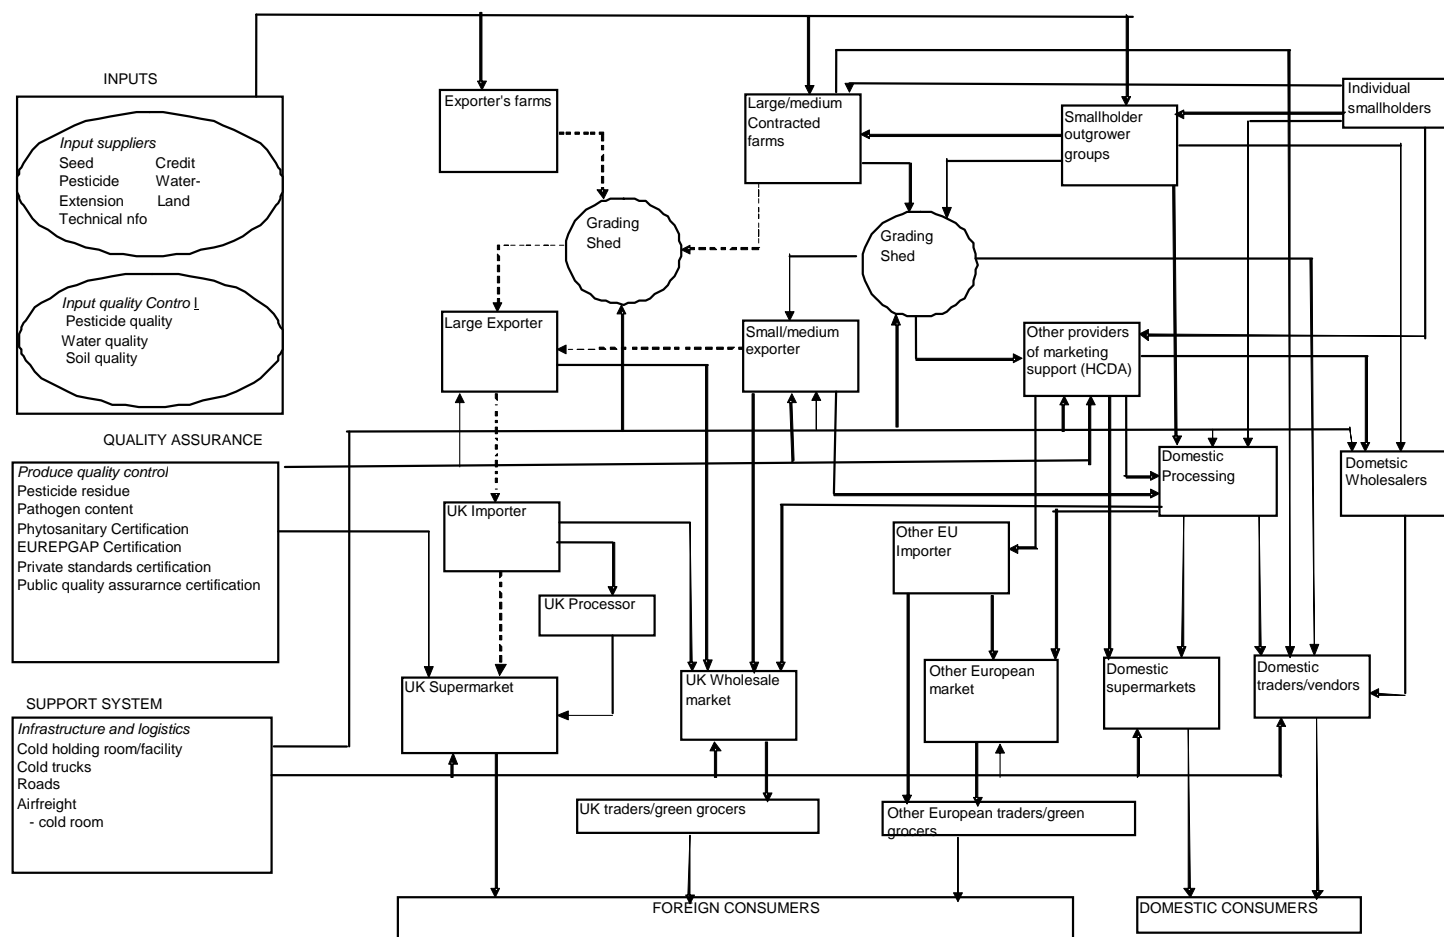 INPUTS
Input suppliers
Seed Credit
Pesticide Water-
Extension Land
Technical nfo
Input quality Contro l
Pesticide quality
Water quality
Soil quality
QUALITY ASSURANCE
Produce quality control
Pesticide residue
Pathogen content
Phytosanitary Certification
EUREPGAP Certification
Private standards certification
Public quality assurarnce certification
SUPPORT SYSTEM
Infrastructure and logistics
Cold holding room/facility
Cold trucks
Roads
Airfreight
- cold room
Exporter's farms
Large/medium
Contracted
farms
Smallholder
outgrower
groups
Individual
smallholders
Grading
Shed
Grading
Shed
Large Exporter
Small/medium
exporter
Other providers
of marketing
support (HCDA)
Domestic
Processing
Dometsic
Wholesalers
UK Importer
Other EU
Importer
UK Processor
UK Supermarket
UK Wholesale
market
Other European
market
Domestic
supermarkets
Domestic
traders/vendors
UK traders/green grocers
Other European traders/green
grocers
FOREIGN CONSUMERS
DOMESTIC CONSUMERS